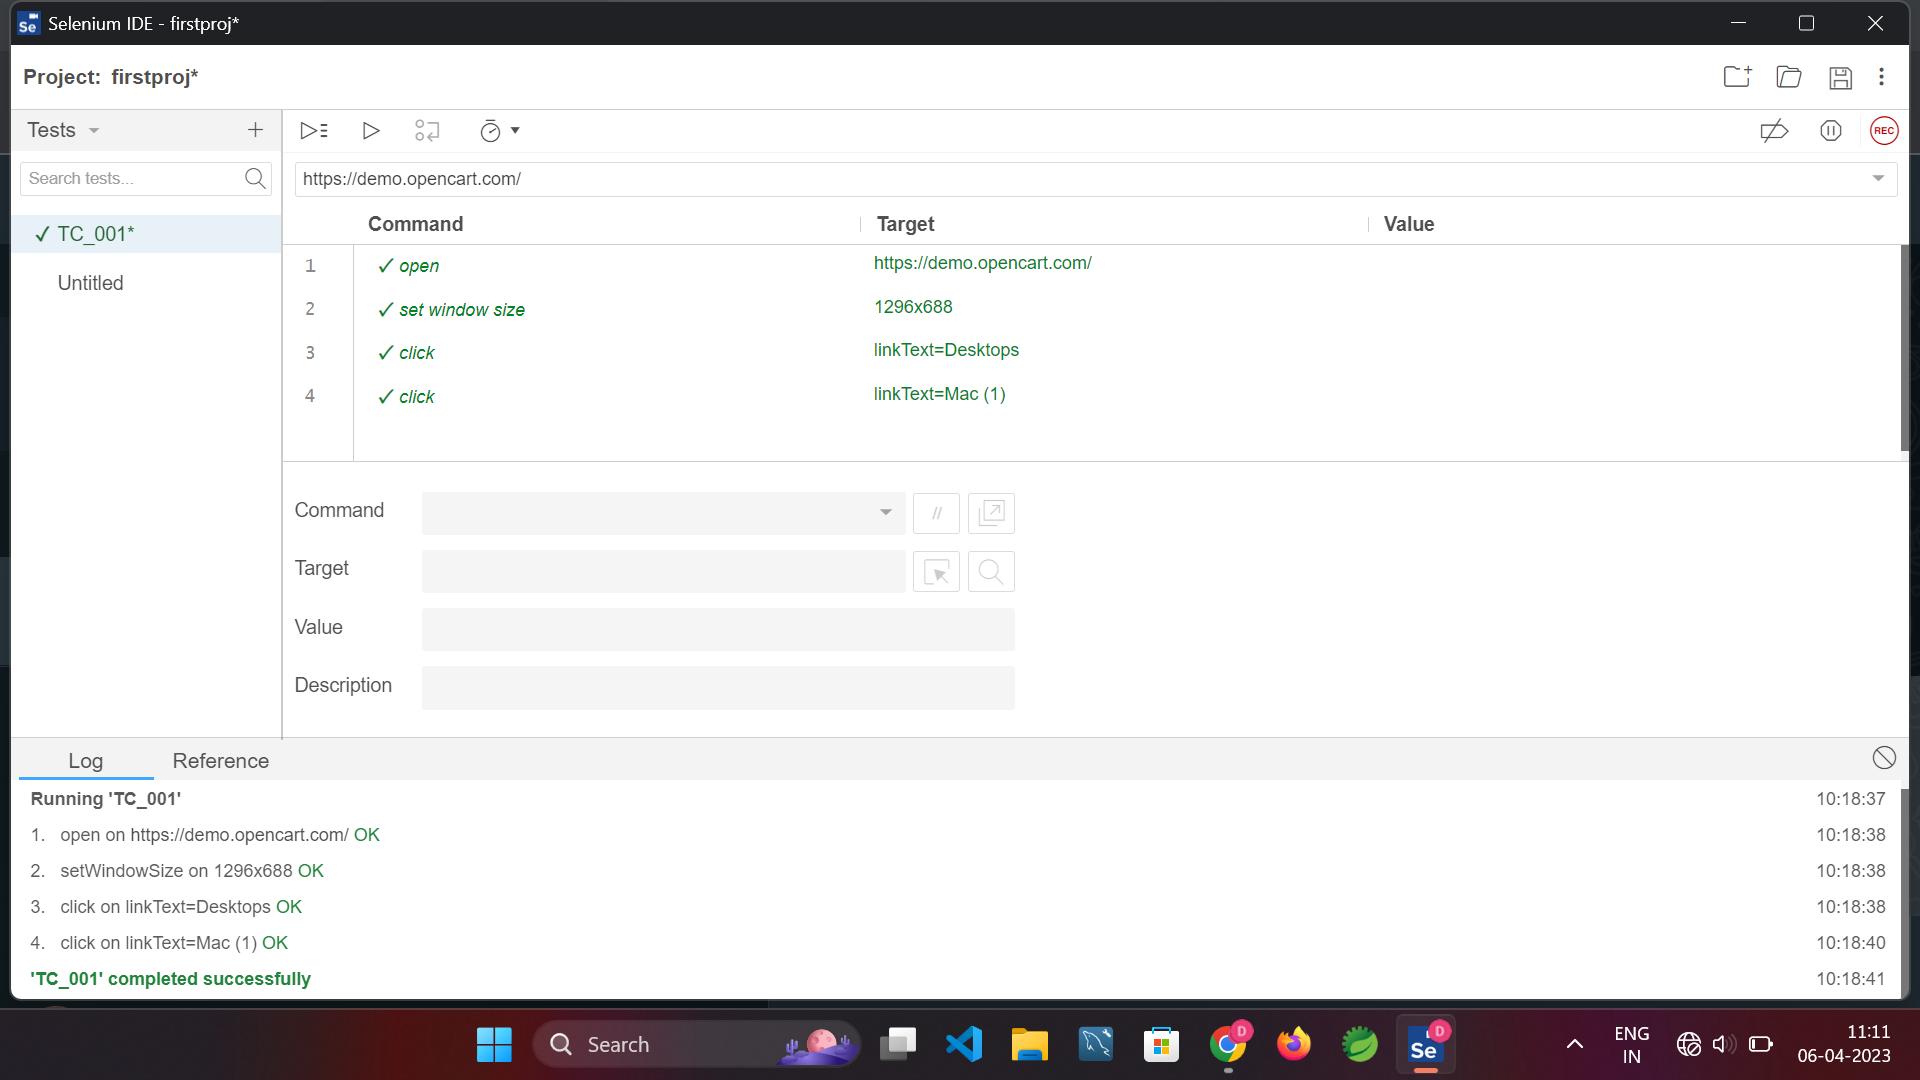 Selenium IDE - firstproj*
Project: firstproj*
Tests
REC
Search tests...
https://demo.opencart.com/
Command Target Value
✓ TC_001*
Untitled
1 ✓ open https://demo.opencart.com/
2 ✓ set window size 1296x688
3 ✓ click linkText=Desktops
4 ✓ click linkText=Mac (1)
Command //
Target
Value
Description
Log Reference
Running 'TC_001' 10:18:37
1. open on https://demo.opencart.com/ OK 10:18:38
2. setWindowSize on 1296x688 OK 10:18:38
3. click on linkText=Desktops OK 10:18:38
4. click on linkText=Mac (1) OK 10:18:40
'TC_001' completed successfully 10:18:41
Search
D
Se
D
ENG
IN
11:11
06-04-2023